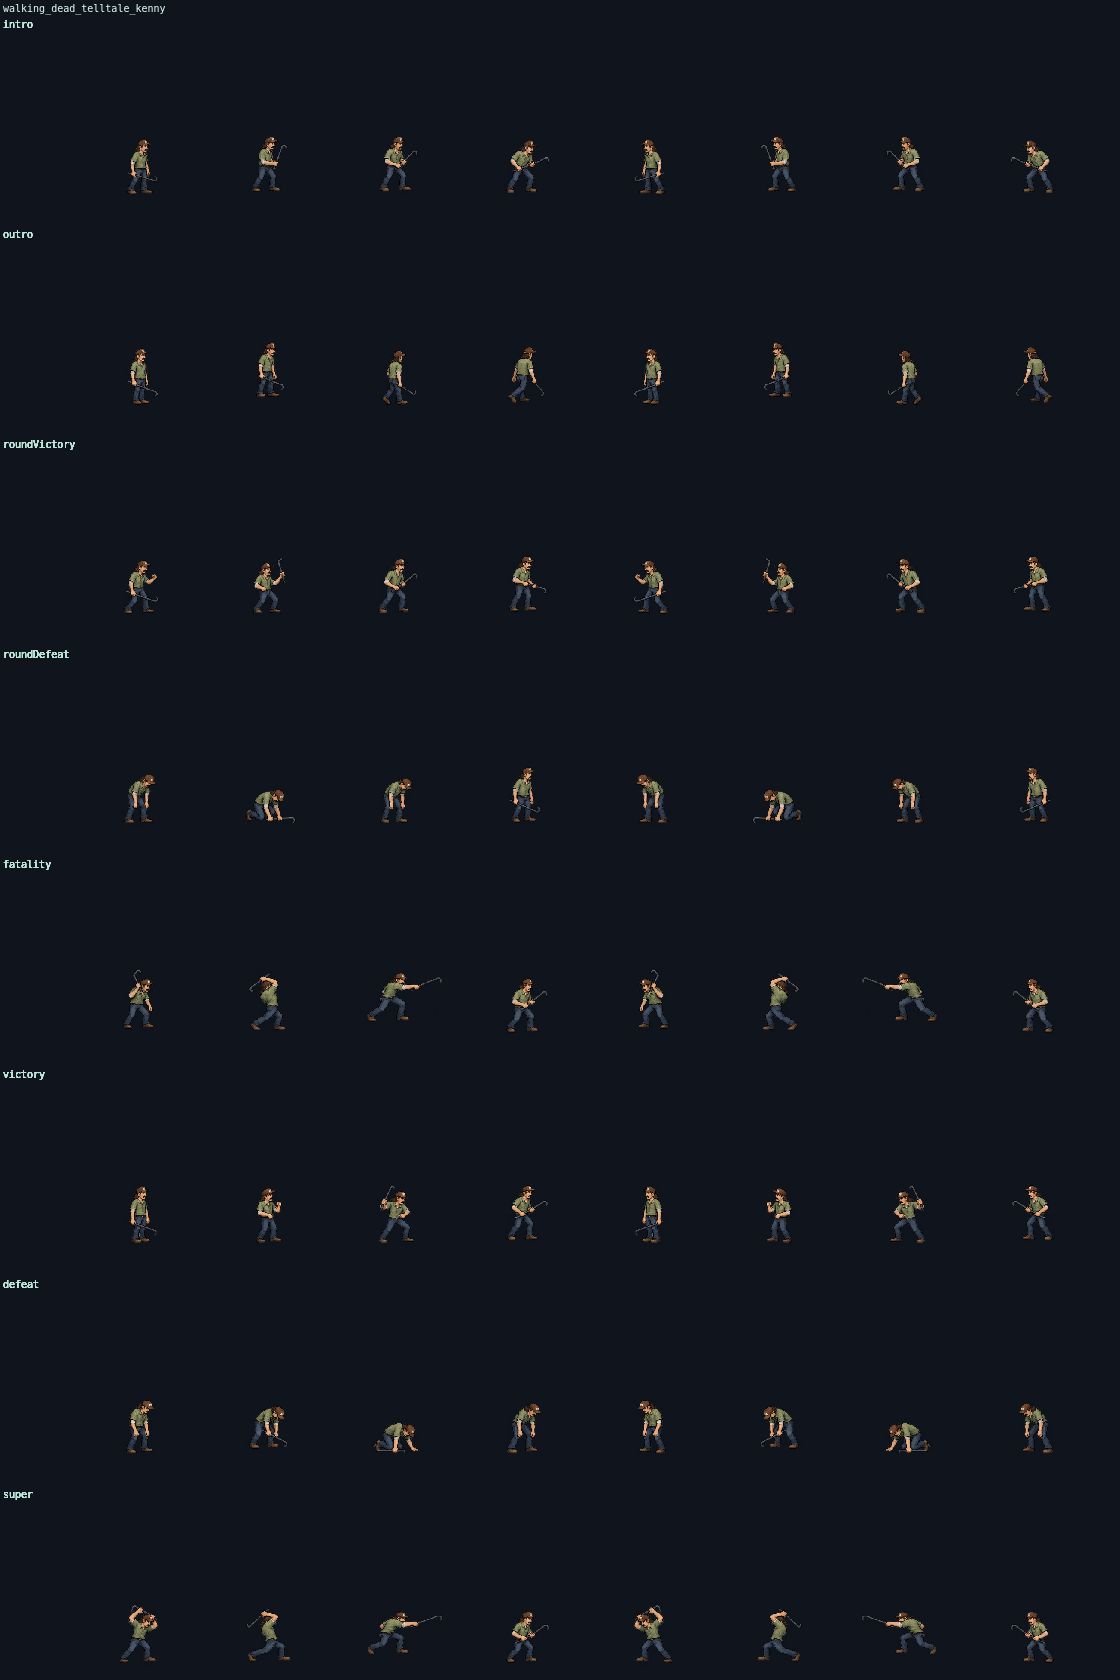 walking_dead_telltale_kenny
intro
outro
roundVictory
roundDefeat
fatality
victory
defeat
super